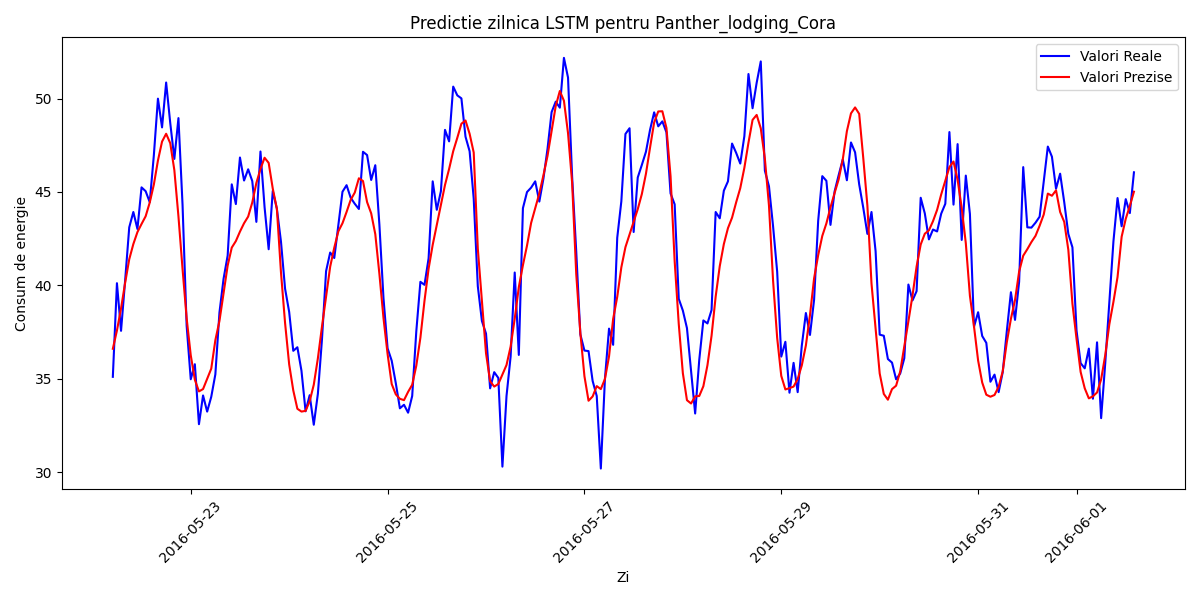 Predictie zilnica LSTM pentru Panther_lodging_Cora
Valori Reale
Valori Prezise
Consum de energie
50
45
40
35
30
2016-05-23
2016-05-25
2016-05-27
2016-05-29
2016-05-31
2016-06-01
Zi